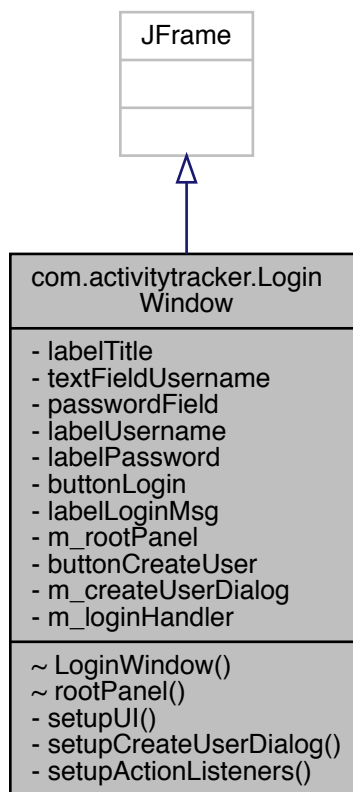 JFrame
com.activitytracker.Login
Window
- labelTitle
- textFieldUsername
- passwordField
- labelUsername
- labelPassword
- buttonLogin
- labelLoginMsg
- m_rootPanel
- buttonCreateUser
- m_createUserDialog
- m_loginHandler
~ LoginWindow()
~ rootPanel()
- setupUI()
- setupCreateUserDialog()
- setupActionListeners()